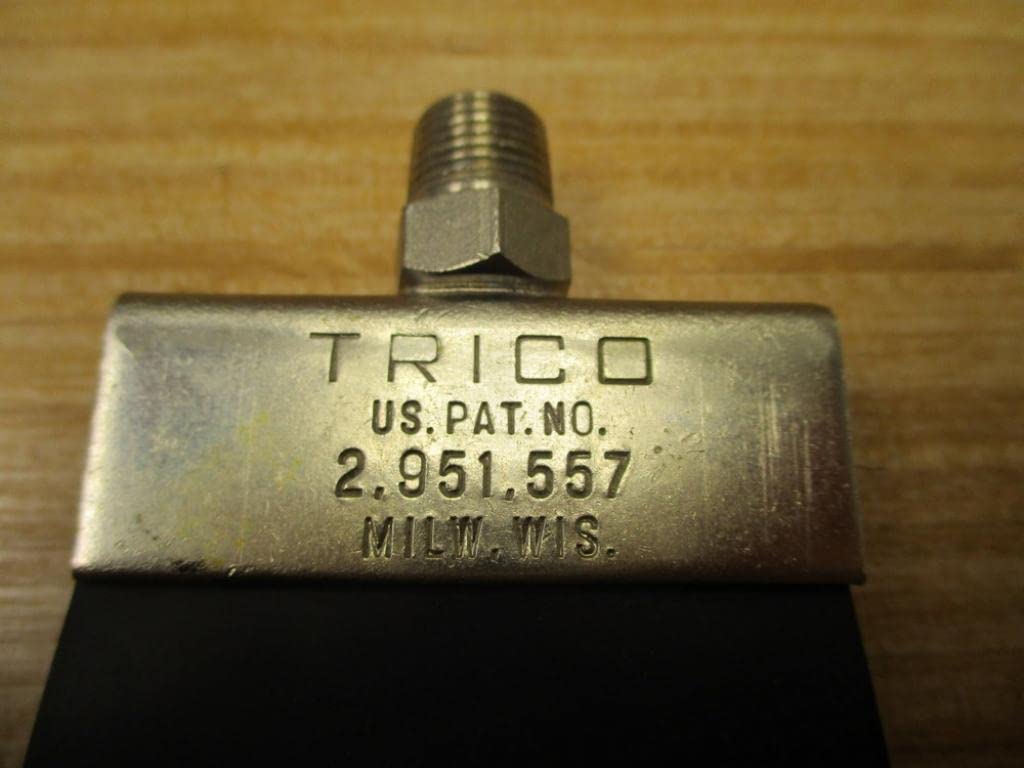 TRICO
US. PAT. NO.
2,951,557
MILW. WIS.